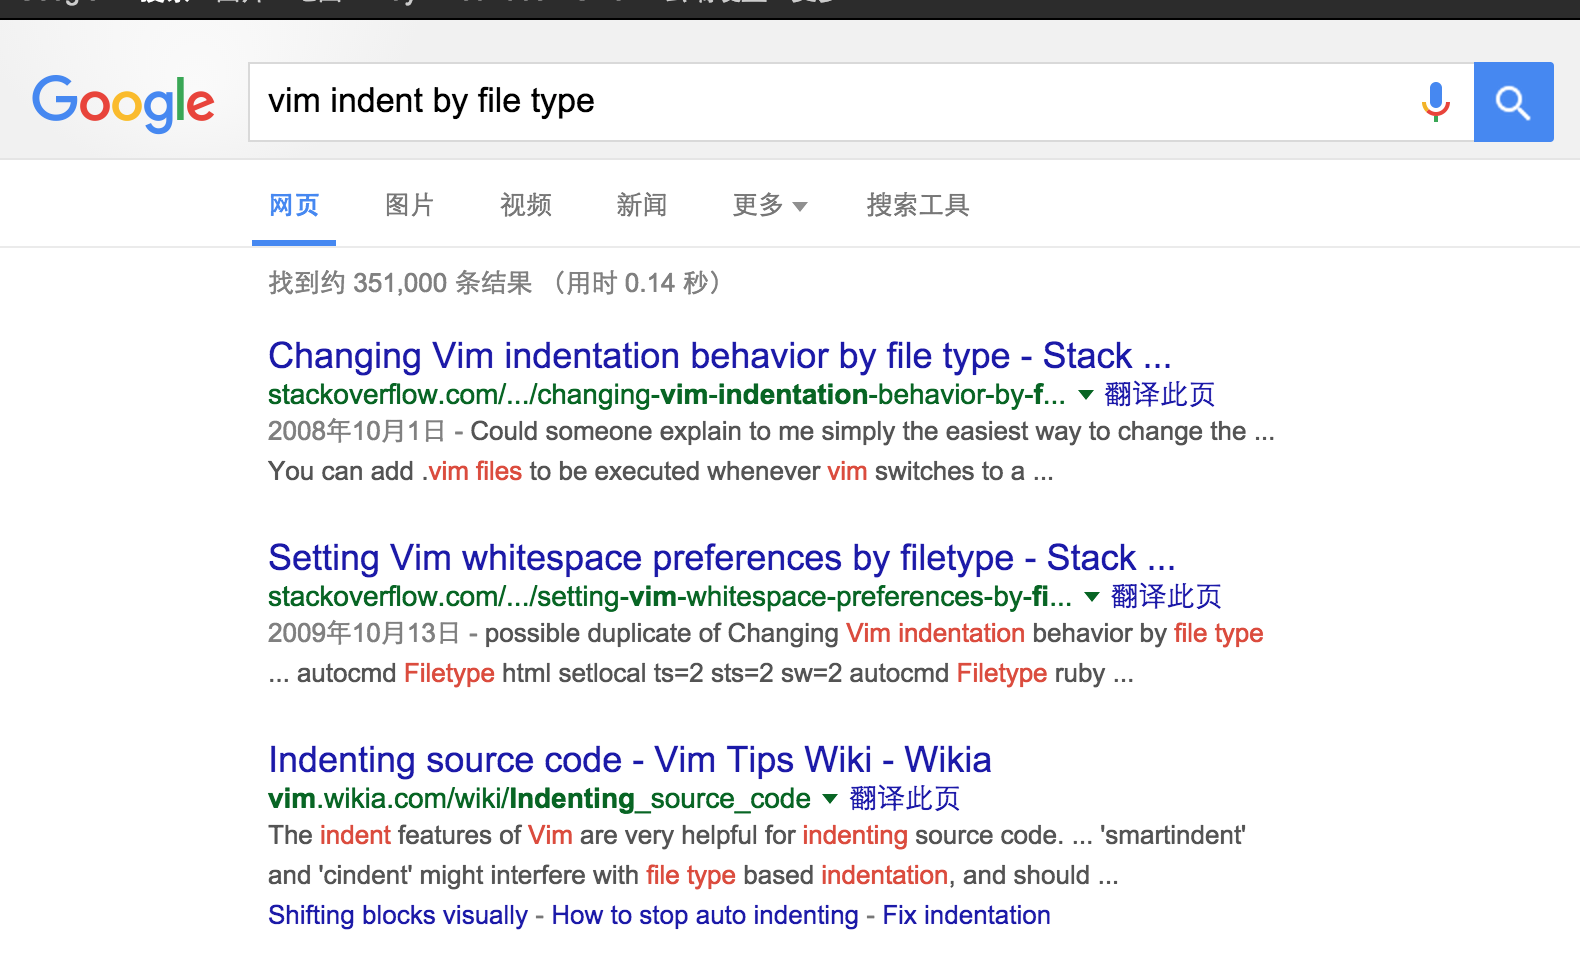 Google
vim indent by file type
网页 图片 视频 新闻 更多 搜索工具
找到约 351,000 条结果 （用时 0.14 秒）
Changing Vim indentation behavior by file type - Stack ...
stackoverflow.com/.../changing-vim-indentation-behavior-by-f... 翻译此页
2008年10月1日 - Could someone explain to me simply the easiest way to change the ...
You can add .vim files to be executed whenever vim switches to a ...
Setting Vim whitespace preferences by filetype - Stack ...
stackoverflow.com/.../setting-vim-whitespace-preferences-by-fi... 翻译此页
2009年10月13日 - possible duplicate of Changing Vim indentation behavior by file type
... autocmd Filetype html setlocal ts=2 sts=2 sw=2 autocmd Filetype ruby ...
Indenting source code - Vim Tips Wiki - Wikia
vim.wikia.com/wiki/Indenting_source_code 翻译此页
The indent features of Vim are very helpful for indenting source code. ... 'smartindent'
and 'cindent' might interfere with file type based indentation, and should ...
Shifting blocks visually - How to stop auto indenting - Fix indentation